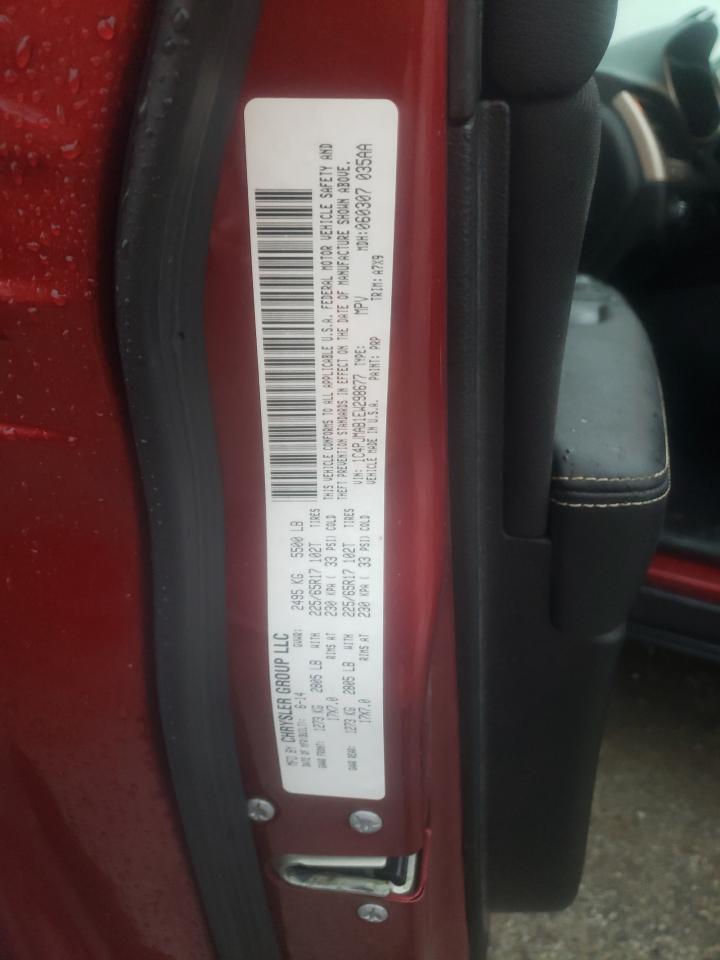 MFD BY CHRYSLER GROUP LLC
DATE OF MFR/BUILT: 6-14 GVWR: 2495 KG 5500 LB
GAWR FRONT: 1273 KG 2805 LB WITH 225/65R17 102T TIRES
17X7.0 RIMS AT 230 KPA ( 33 PSI) COLD
GAWR REAR: 1273 KG 2805 LB WITH 225/65R17 102T TIRES
17X7.0 RIMS AT 230 KPA ( 33 PSI) COLD
THIS VEHICLE CONFORMS TO ALL APPLICABLE U.S.A. FEDERAL MOTOR VEHICLE SAFETY AND
THEFT PREVENTION STANDARDS IN EFFECT ON THE DATE OF MANUFACTURE SHOWN ABOVE.
VIN: 1C4PJMAB1EW298677 TYPE: MPV MDH:060307 035AA
VEHICLE MADE IN U.S.A. PAINT: PRP TRIM: A7X9